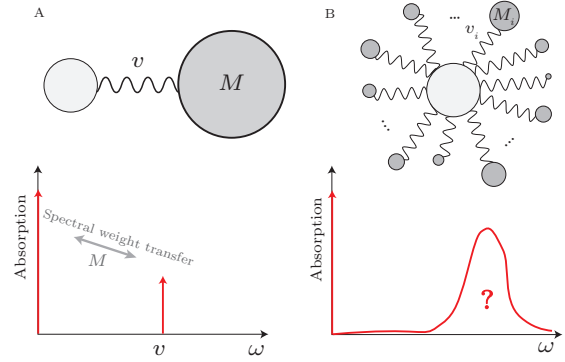 A
v
M
Absorption
Spectral weight transfer
M
v
ω
B
...
M_i
v_i
...
...
Absorption
?
ω